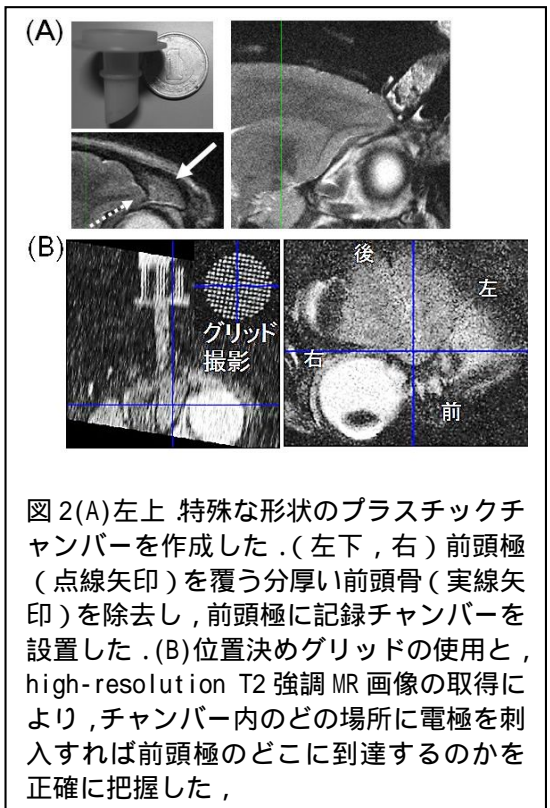 (A)
(B)
後
左
グリッド
撮影
右
前
図2(A)左上.特殊な形状のプラスチックチ
ャンバーを作成した.(左下,右)前頭極
(点線矢印)を覆う分厚い前頭骨(実線矢
印)を除去し,前頭極に記録チャンバーを
設置した.(B)位置決めグリッドの使用と,
high-resolution T2強調MR画像の取得に
より,チャンバー内のどの場所に電極を刺
入すれば前頭極のどこに到達するのかを
正確に把握した,